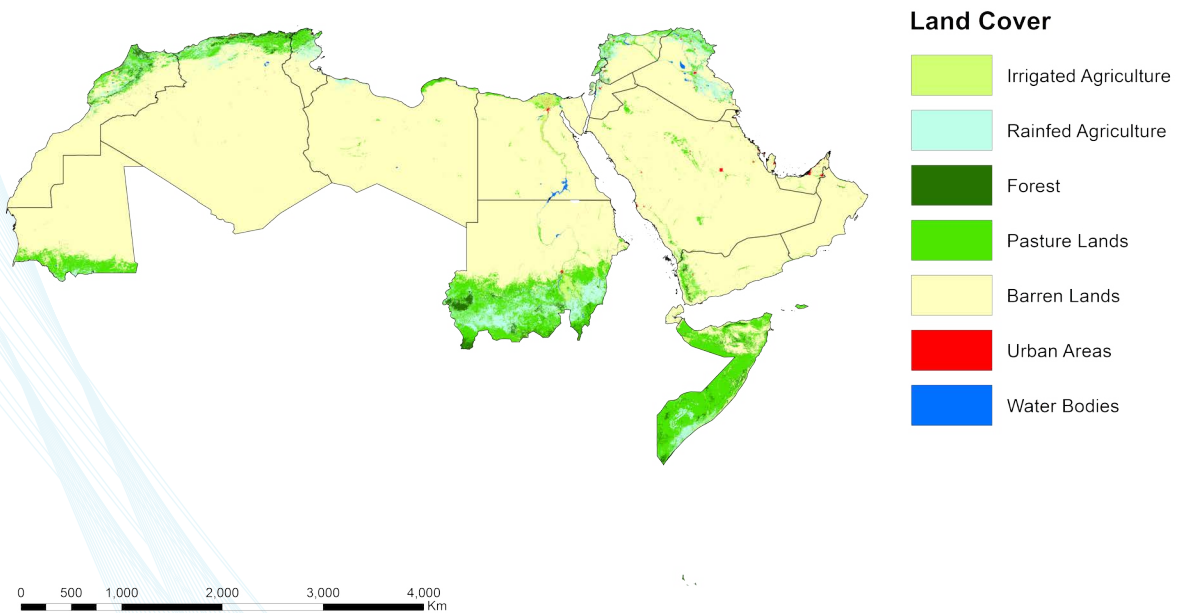 Land Cover
Irrigated Agriculture
Rainfed Agriculture
Forest
Pasture Lands
Barren Lands
Urban Areas
Water Bodies
0 500 1,000 2,000 3,000 4,000
Km